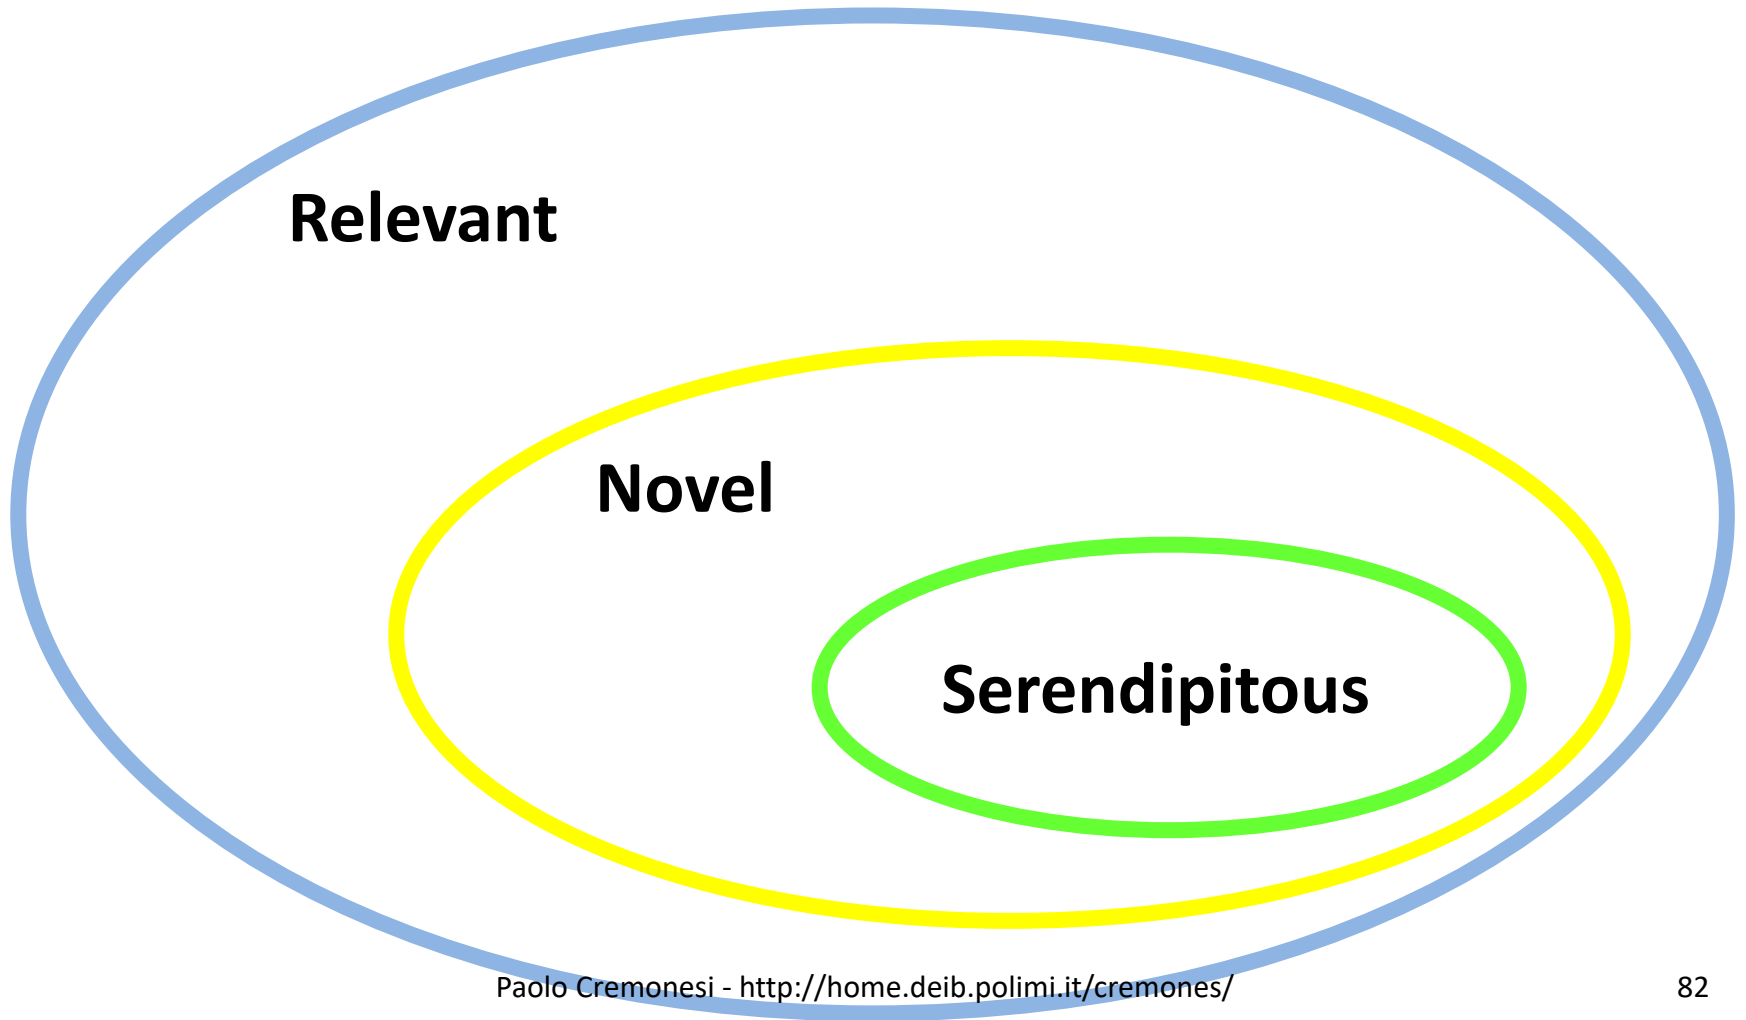 Relevant
Novel
Serendipitous
Paolo Cremonesi - http://home.deib.polimi.it/cremones/
82